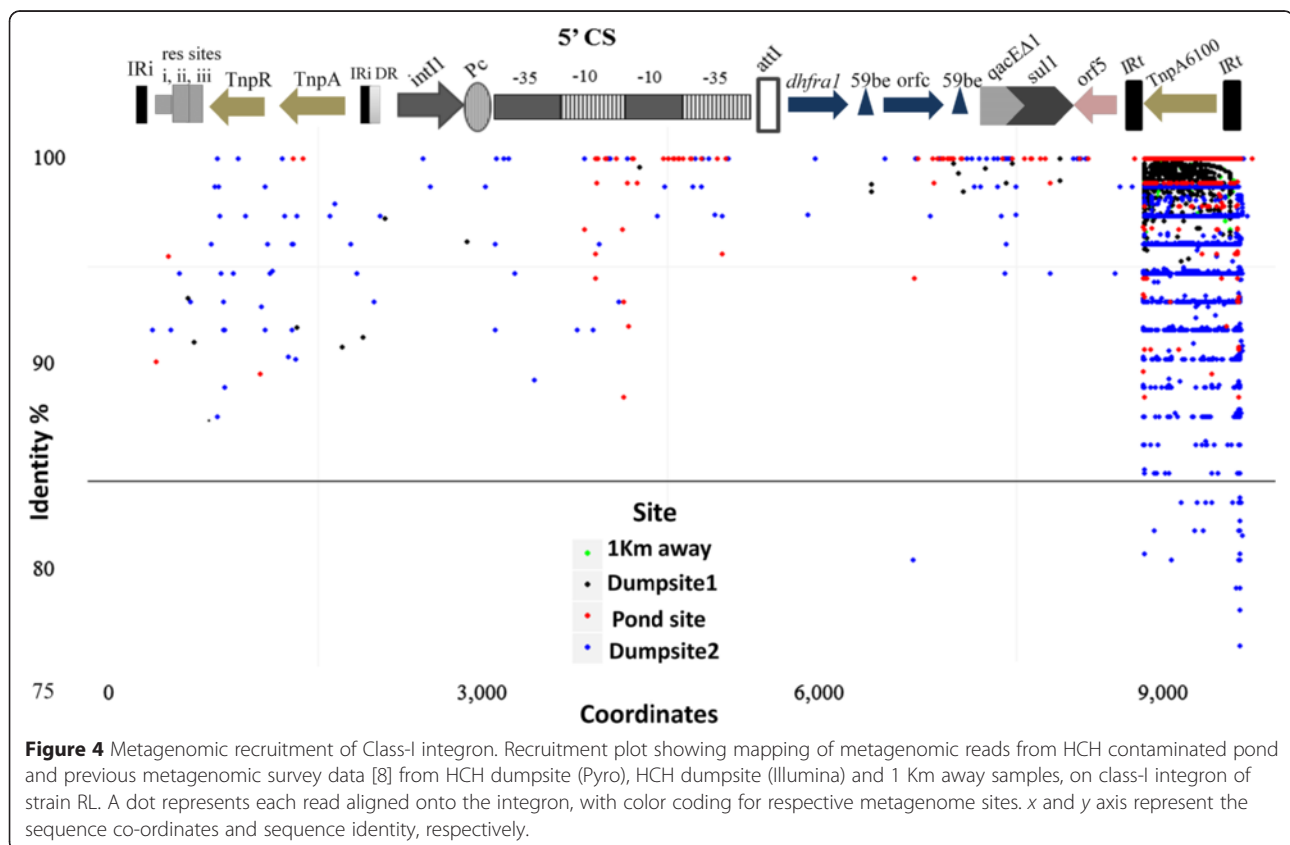 5' CS
res sites
IRi i, ii, iii TnpR TnpA IRi DR intI1 Pc -35 -10 -10 -35 attI dhfra1 59be orfc 59be qacEΔ1 sul1 orf5 IRt TnpA6100 IRt
100
90
80
75
Identity %
Site
1Km away
Dumpsite1
Pond site
Dumpsite2
0 3,000 6,000 9,000
Coordinates
Figure 4 Metagenomic recruitment of Class-I integron. Recruitment plot showing mapping of metagenomic reads from HCH contaminated pond
and previous metagenomic survey data [8] from HCH dumpsite (Pyro), HCH dumpsite (Illumina) and 1 Km away samples, on class-I integron of
strain RL. A dot represents each read aligned onto the integron, with color coding for respective metagenome sites. x and y axis represent the
sequence co-ordinates and sequence identity, respectively.